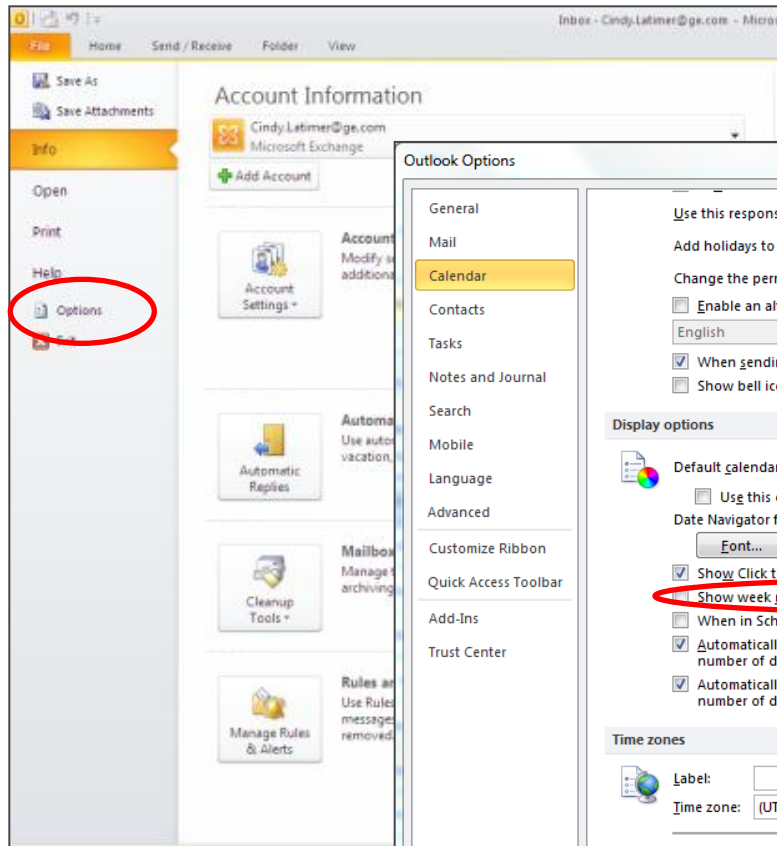 Inbox - Cindy.Latimer@ge.com - Micro
File Home Send / Receive Folder View
Save As
Save Attachments
Info
Open
Print
Help
Options
Account Information
Cindy.Latimer@ge.com
Microsoft Exchange
Add Account
Account
Settings
Account
Modify
additiona
Automatic
Replies
Automa
Use auto
vacation,
Cleanup
Tools
Mailbox
Manage
archiving
Manage Rules
& Alerts
Rules
Use Rules
messages
removed
Outlook Options
General
Mail
Calendar
Contacts
Tasks
Notes and Journal
Search
Mobile
Language
Advanced
Customize Ribbon
Quick Access Toolbar
Add-Ins
Trust Center
Use this respons
Add holidays to
Change the perm
Enable an al
English
When sendi
Show bell ic
Display options
Default calendar
Use this
Date Navigator f
Font...
Show Click t
Show week
When in Sch
Automaticall
number of d
Automaticall
number of d
Time zones
Label:
Time zone: (UT